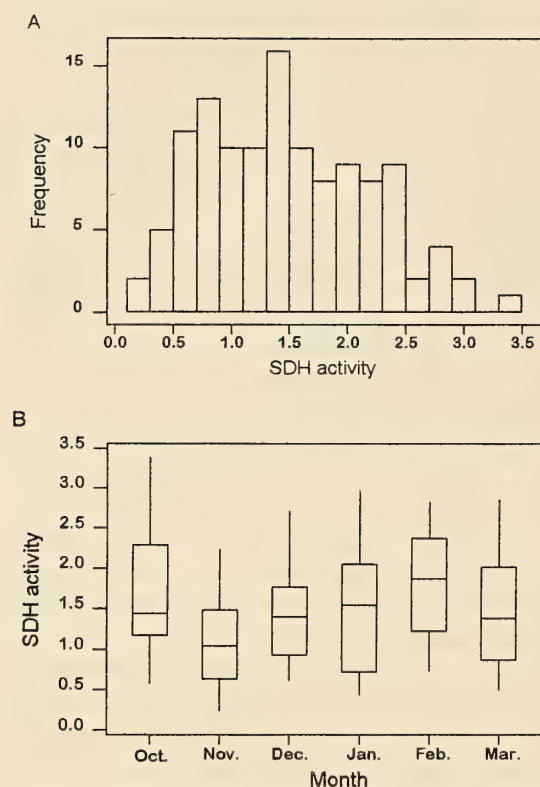 A
15
10
5
0
Frequency
0.0 0.5 1.0 1.5 2.0 2.5 3.0 3.5
SDH activity
B
3.5
3.0
2.5
2.0
1.5
1.0
0.5
0.0
SDH activity
Oct. Nov. Dec. Jan. Feb. Mar.
Month